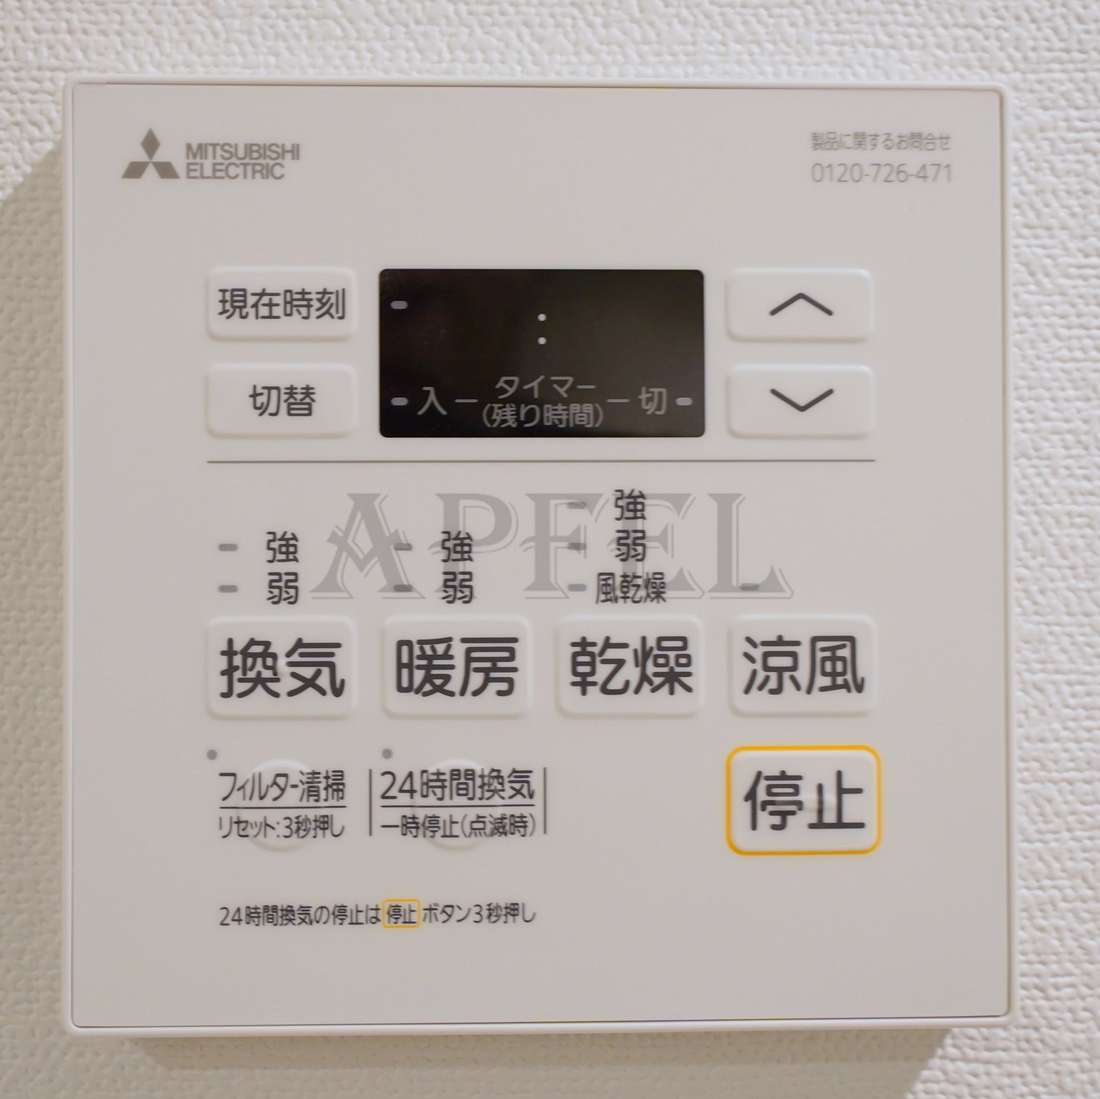 MITSUBISHI
ELECTRIC
製品に関するお問合せ
0120-726-471
現在時刻
切替
:
入 ー タイマー ー 切
(残り時間)
APFEL
強
弱
強
弱
強
弱
風乾燥
換気
暖房
乾燥
涼風
フィルター清掃
リセット:3秒押し
24時間換気
一時停止(点滅時)
停止
24時間換気の停止は 停止 ボタン3秒押し